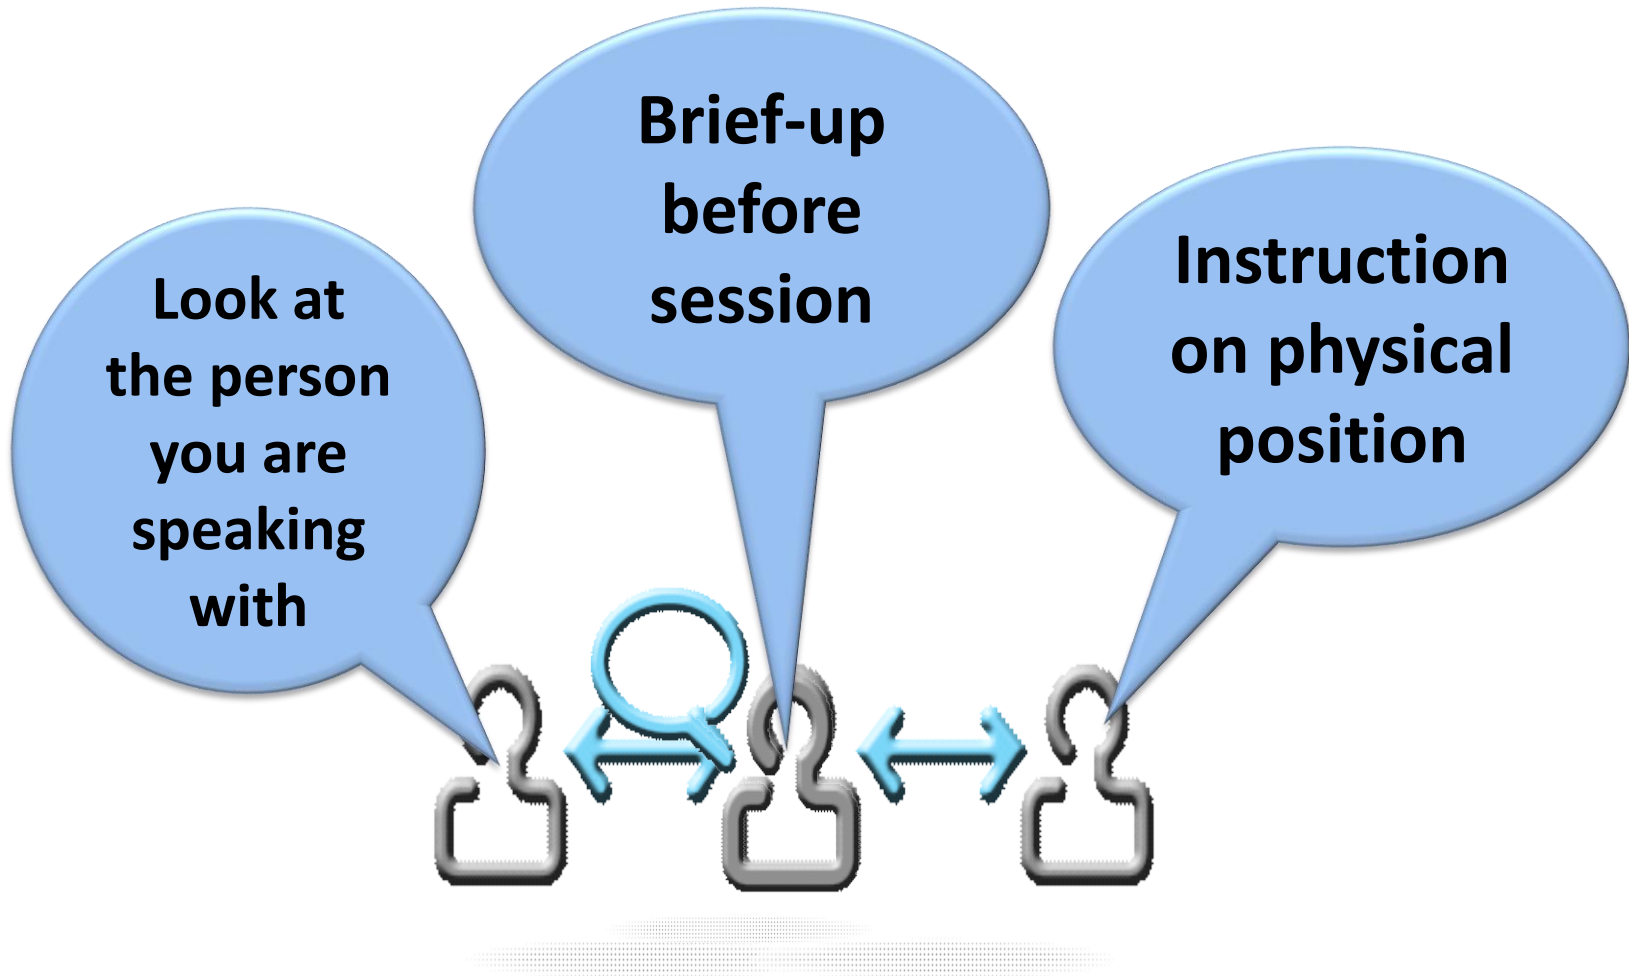 Look at
the person
you are
speaking
with
Brief-up
before
session
Instruction
on physical
position